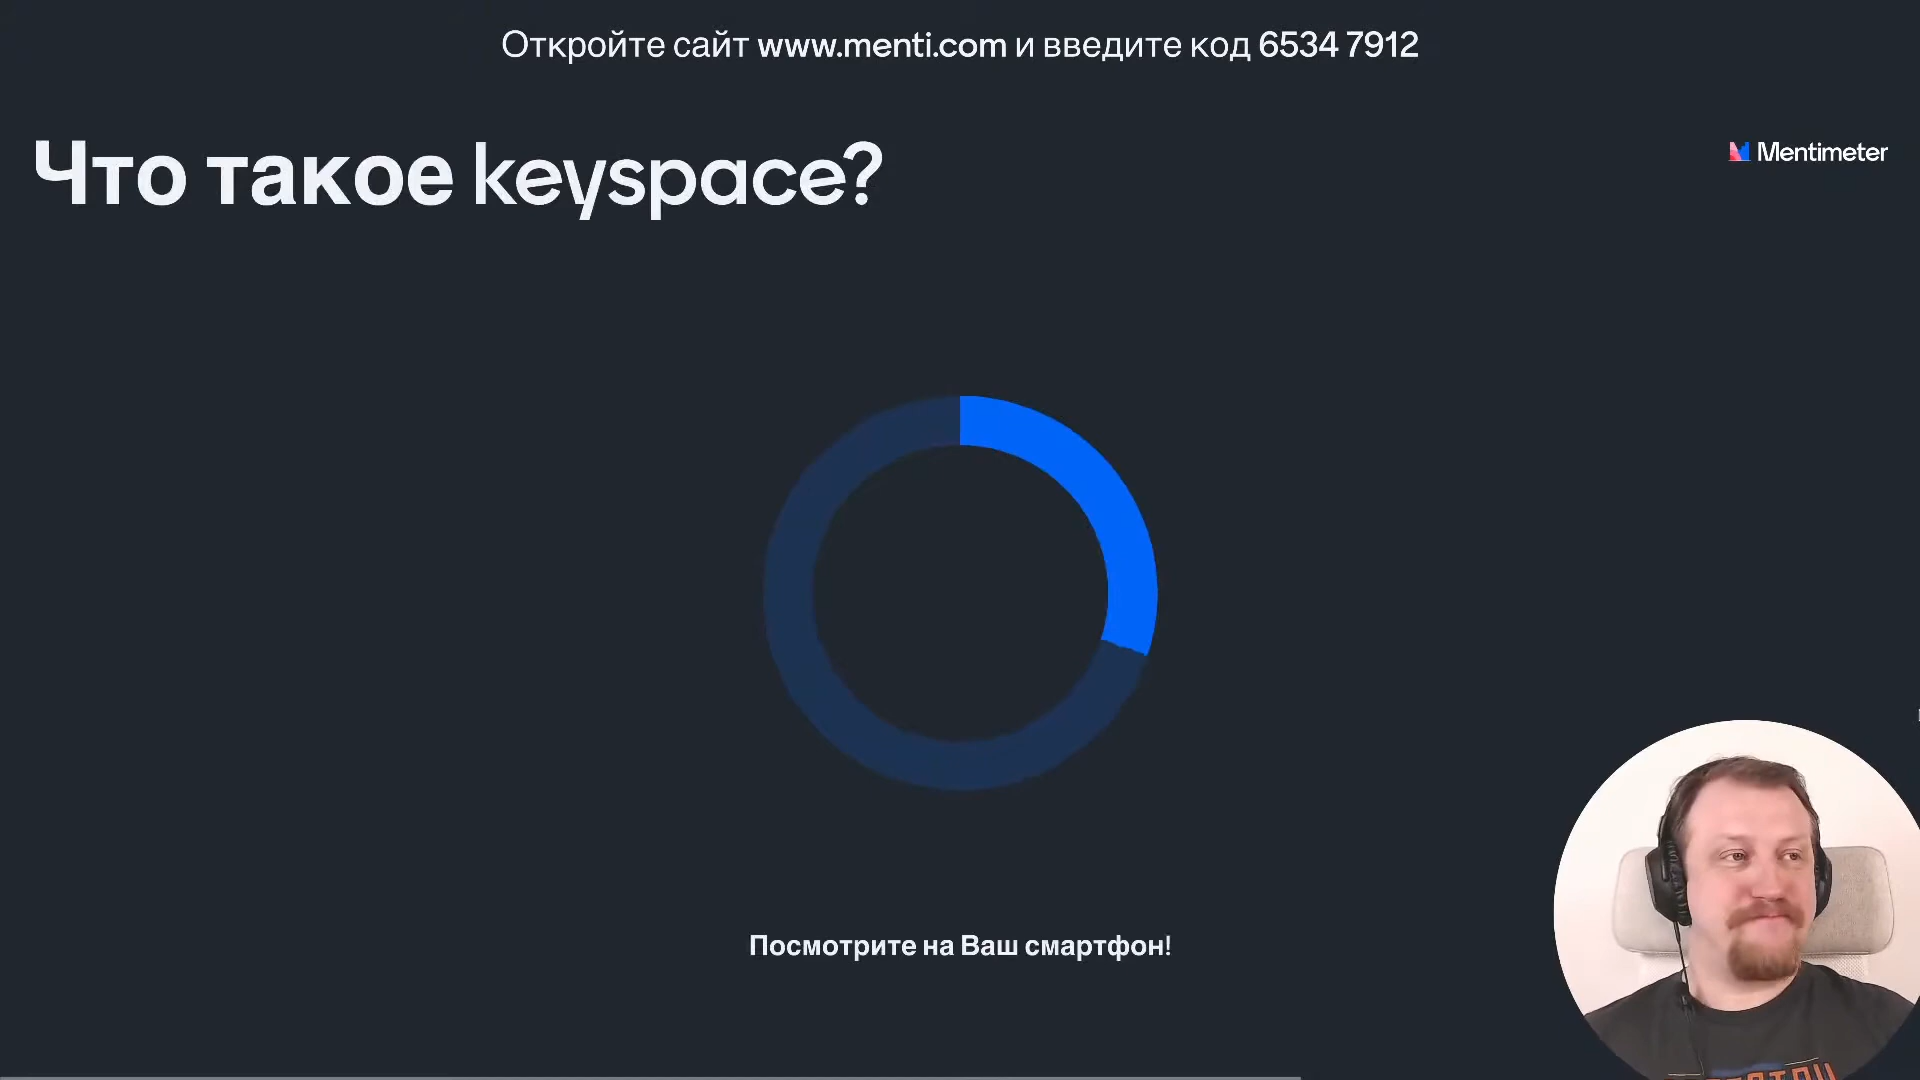 Откройте сайт www.menti.com и введите код 6534 7912
Что такое keyspace?
Mentimeter
Посмотрите на Ваш смартфон!